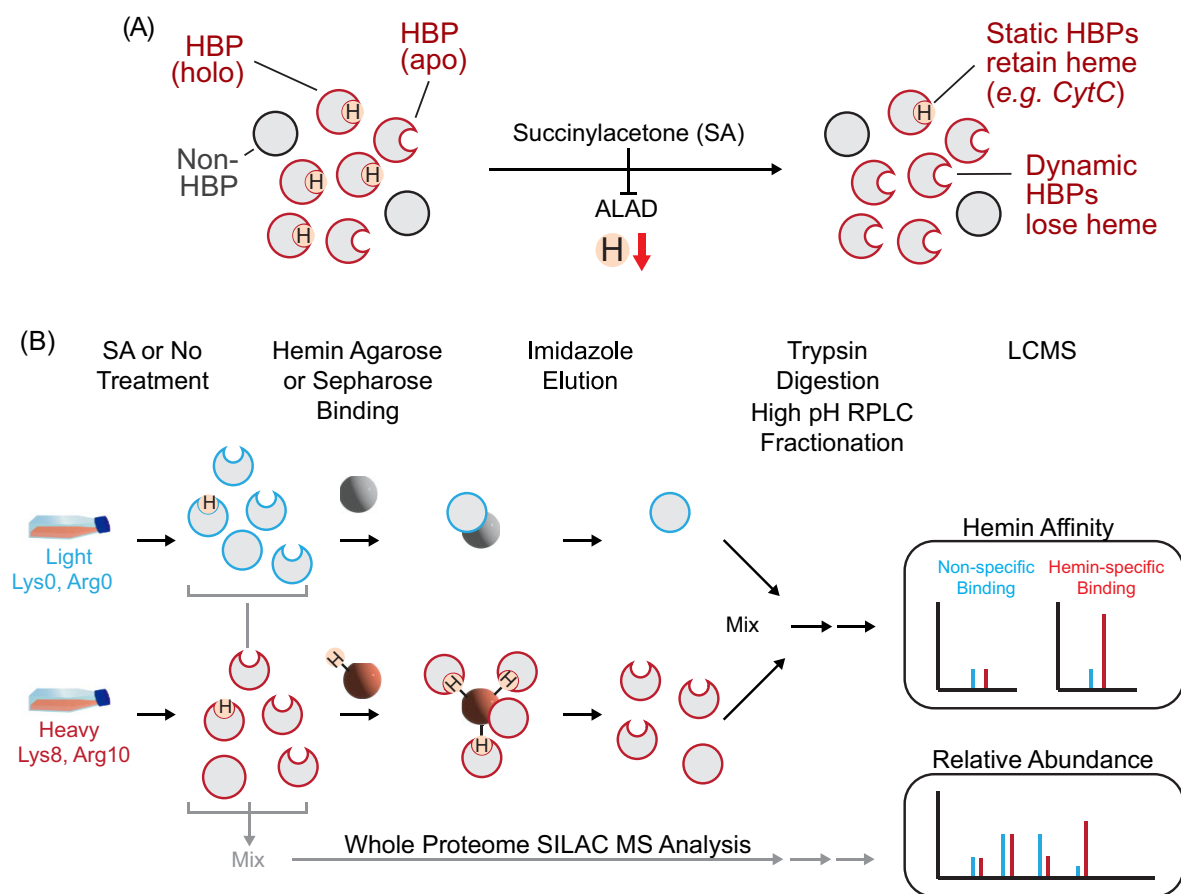 (A)
HBP
(holo)
HBP
(apo)
Non-
HBP
H
H
H
H
Succinylacetone (SA)
ALAD
H
Static HBPs
retain heme
(e.g. CytC)
H
Dynamic
HBPs
lose heme
(B)
SA or No
Treatment
Hemin Agarose
or Sepharose
Binding
Imidazole
Elution
Trypsin
Digestion
High pH RPLC
Fractionation
LCMS
Light
Lys0, Arg0
H
Heavy
Lys8, Arg10
H
H
H
H
H
Mix
Hemin Affinity
Non-specific
Binding
Hemin-specific
Binding
Relative Abundance
Mix
Whole Proteome SILAC MS Analysis